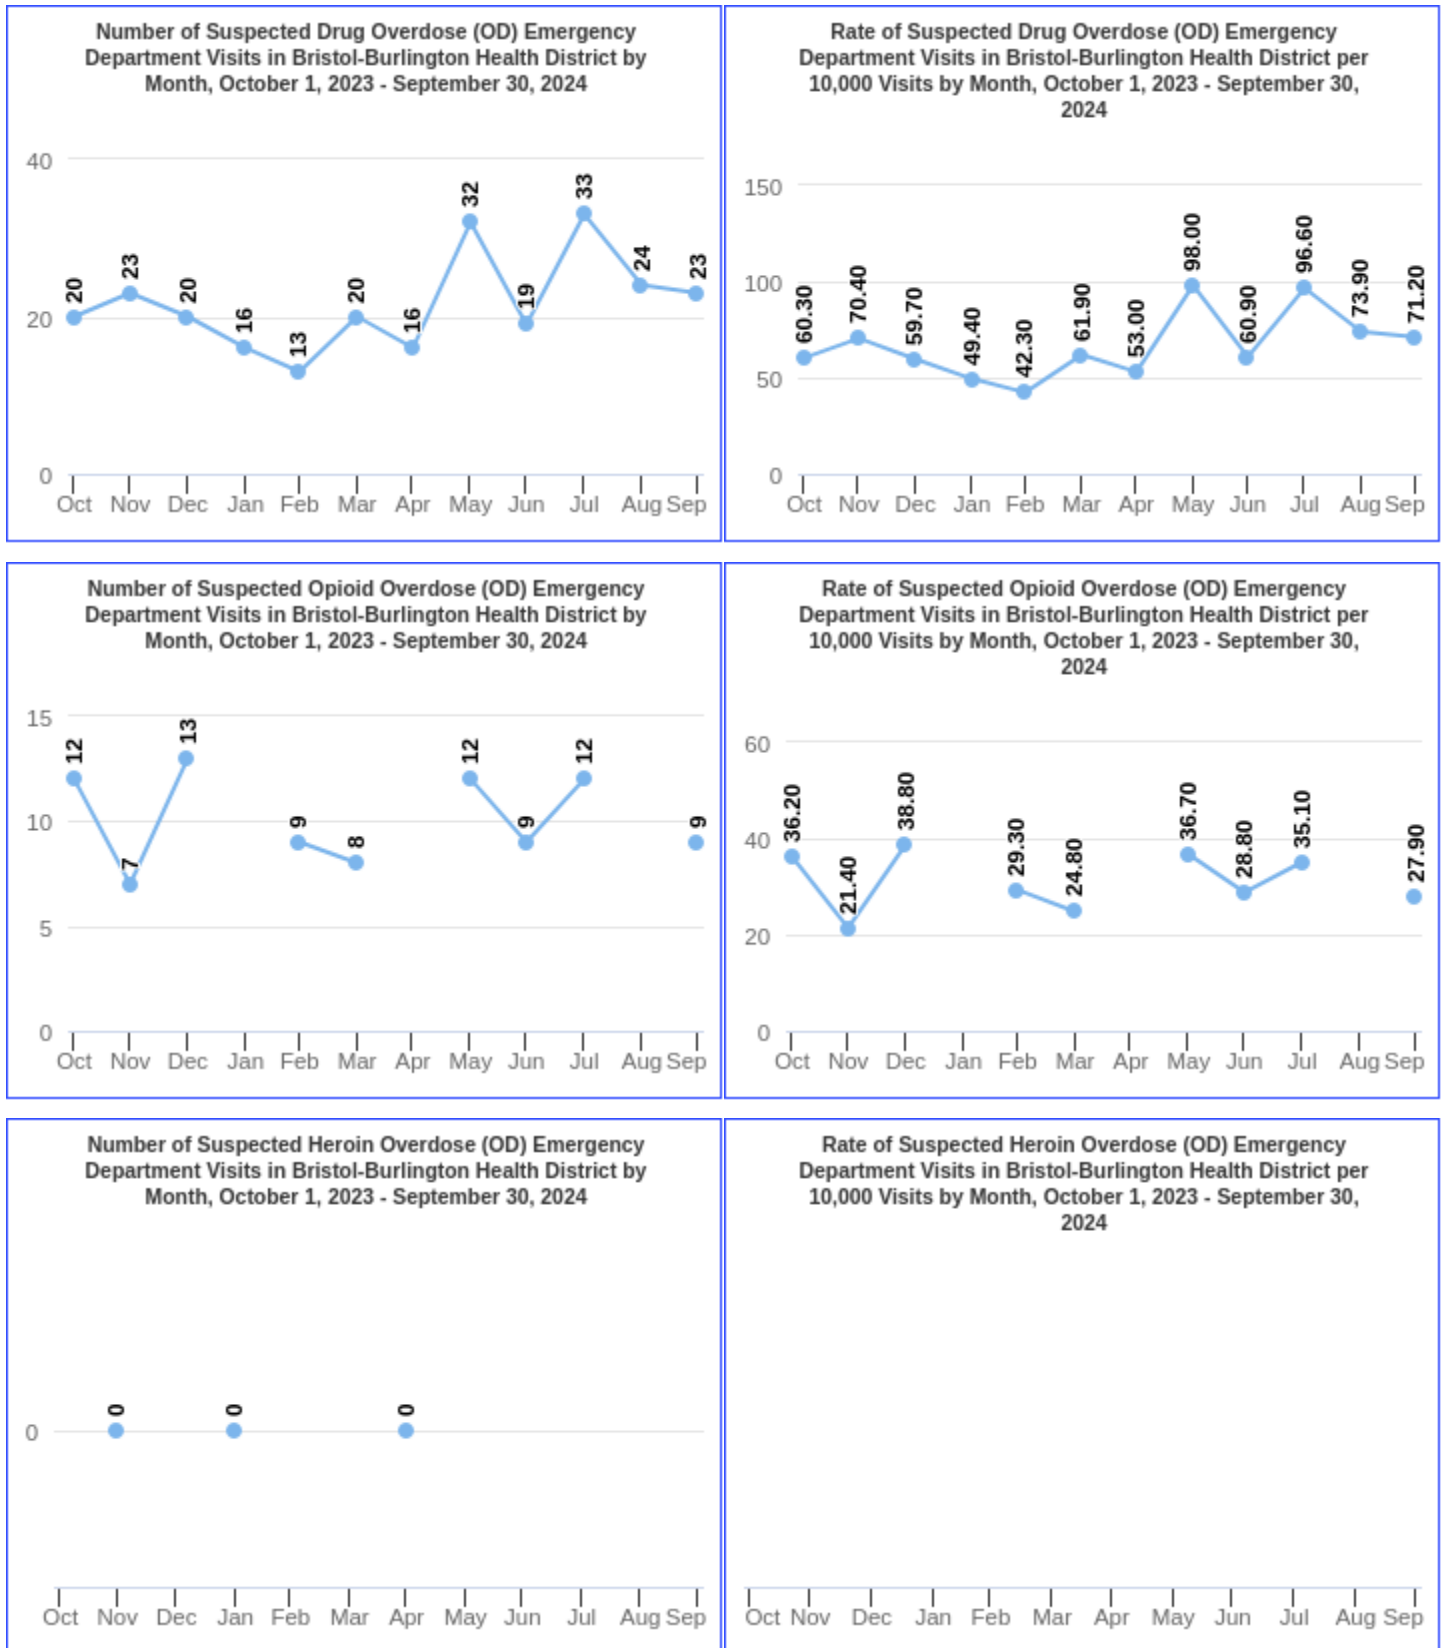 Number of Suspected Drug Overdose (OD) Emergency
Department Visits in Bristol-Burlington Health District by
Month, October 1, 2023 - September 30, 2024
40
20
0
20
23
20
16
13
20
16
32
19
33
24
23
Oct Nov Dec Jan Feb Mar Apr May Jun Jul Aug Sep
Rate of Suspected Drug Overdose (OD) Emergency
Department Visits in Bristol-Burlington Health District per
10,000 Visits by Month, October 1, 2023 - September 30,
2024
150
100
50
0
60.30
70.40
59.70
49.40
42.30
61.90
53.00
98.00
60.90
96.60
73.90
71.20
Oct Nov Dec Jan Feb Mar Apr May Jun Jul Aug Sep
Number of Suspected Opioid Overdose (OD) Emergency
Department Visits in Bristol-Burlington Health District by
Month, October 1, 2023 - September 30, 2024
15
10
5
0
12
7
13
9
8
12
9
12
9
Oct Nov Dec Jan Feb Mar Apr May Jun Jul Aug Sep
Rate of Suspected Opioid Overdose (OD) Emergency
Department Visits in Bristol-Burlington Health District per
10,000 Visits by Month, October 1, 2023 - September 30,
2024
60
40
20
0
36.20
21.40
38.80
29.30
24.80
36.70
28.80
35.10
27.90
Oct Nov Dec Jan Feb Mar Apr May Jun Jul Aug Sep
Number of Suspected Heroin Overdose (OD) Emergency
Department Visits in Bristol-Burlington Health District by
Month, October 1, 2023 - September 30, 2024
0
0
0
0
Oct Nov Dec Jan Feb Mar Apr May Jun Jul Aug Sep
Rate of Suspected Heroin Overdose (OD) Emergency
Department Visits in Bristol-Burlington Health District per
10,000 Visits by Month, October 1, 2023 - September 30,
2024
Oct Nov Dec Jan Feb Mar Apr May Jun Jul Aug Sep